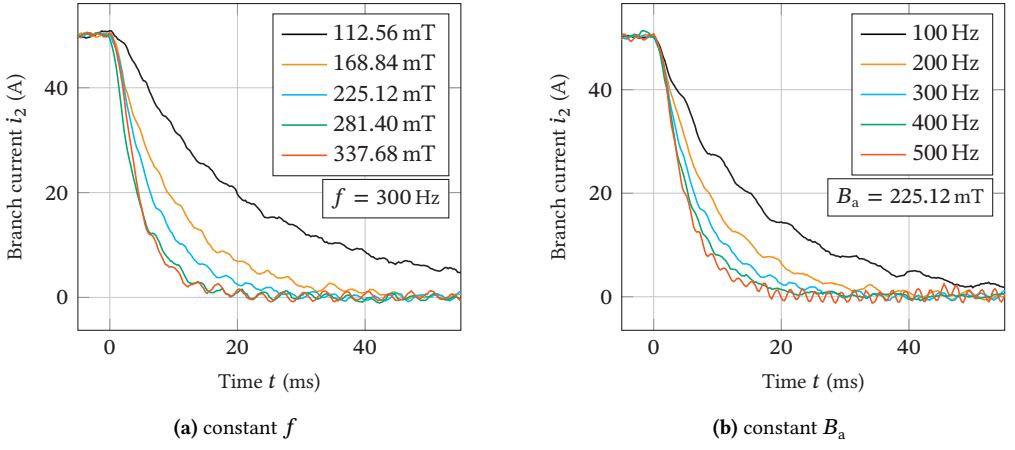 112.56 mT
168.84 mT
225.12 mT
281.40 mT
337.68 mT
f = 300 Hz
40
20
0
Branch current i₂ (A)
0
20
40
Time t (ms)
(a) constant f
100 Hz
200 Hz
300 Hz
400 Hz
500 Hz
Bₐ = 225.12 mT
40
20
0
Branch current i₂ (A)
0
20
40
Time t (ms)
(b) constant Bₐ